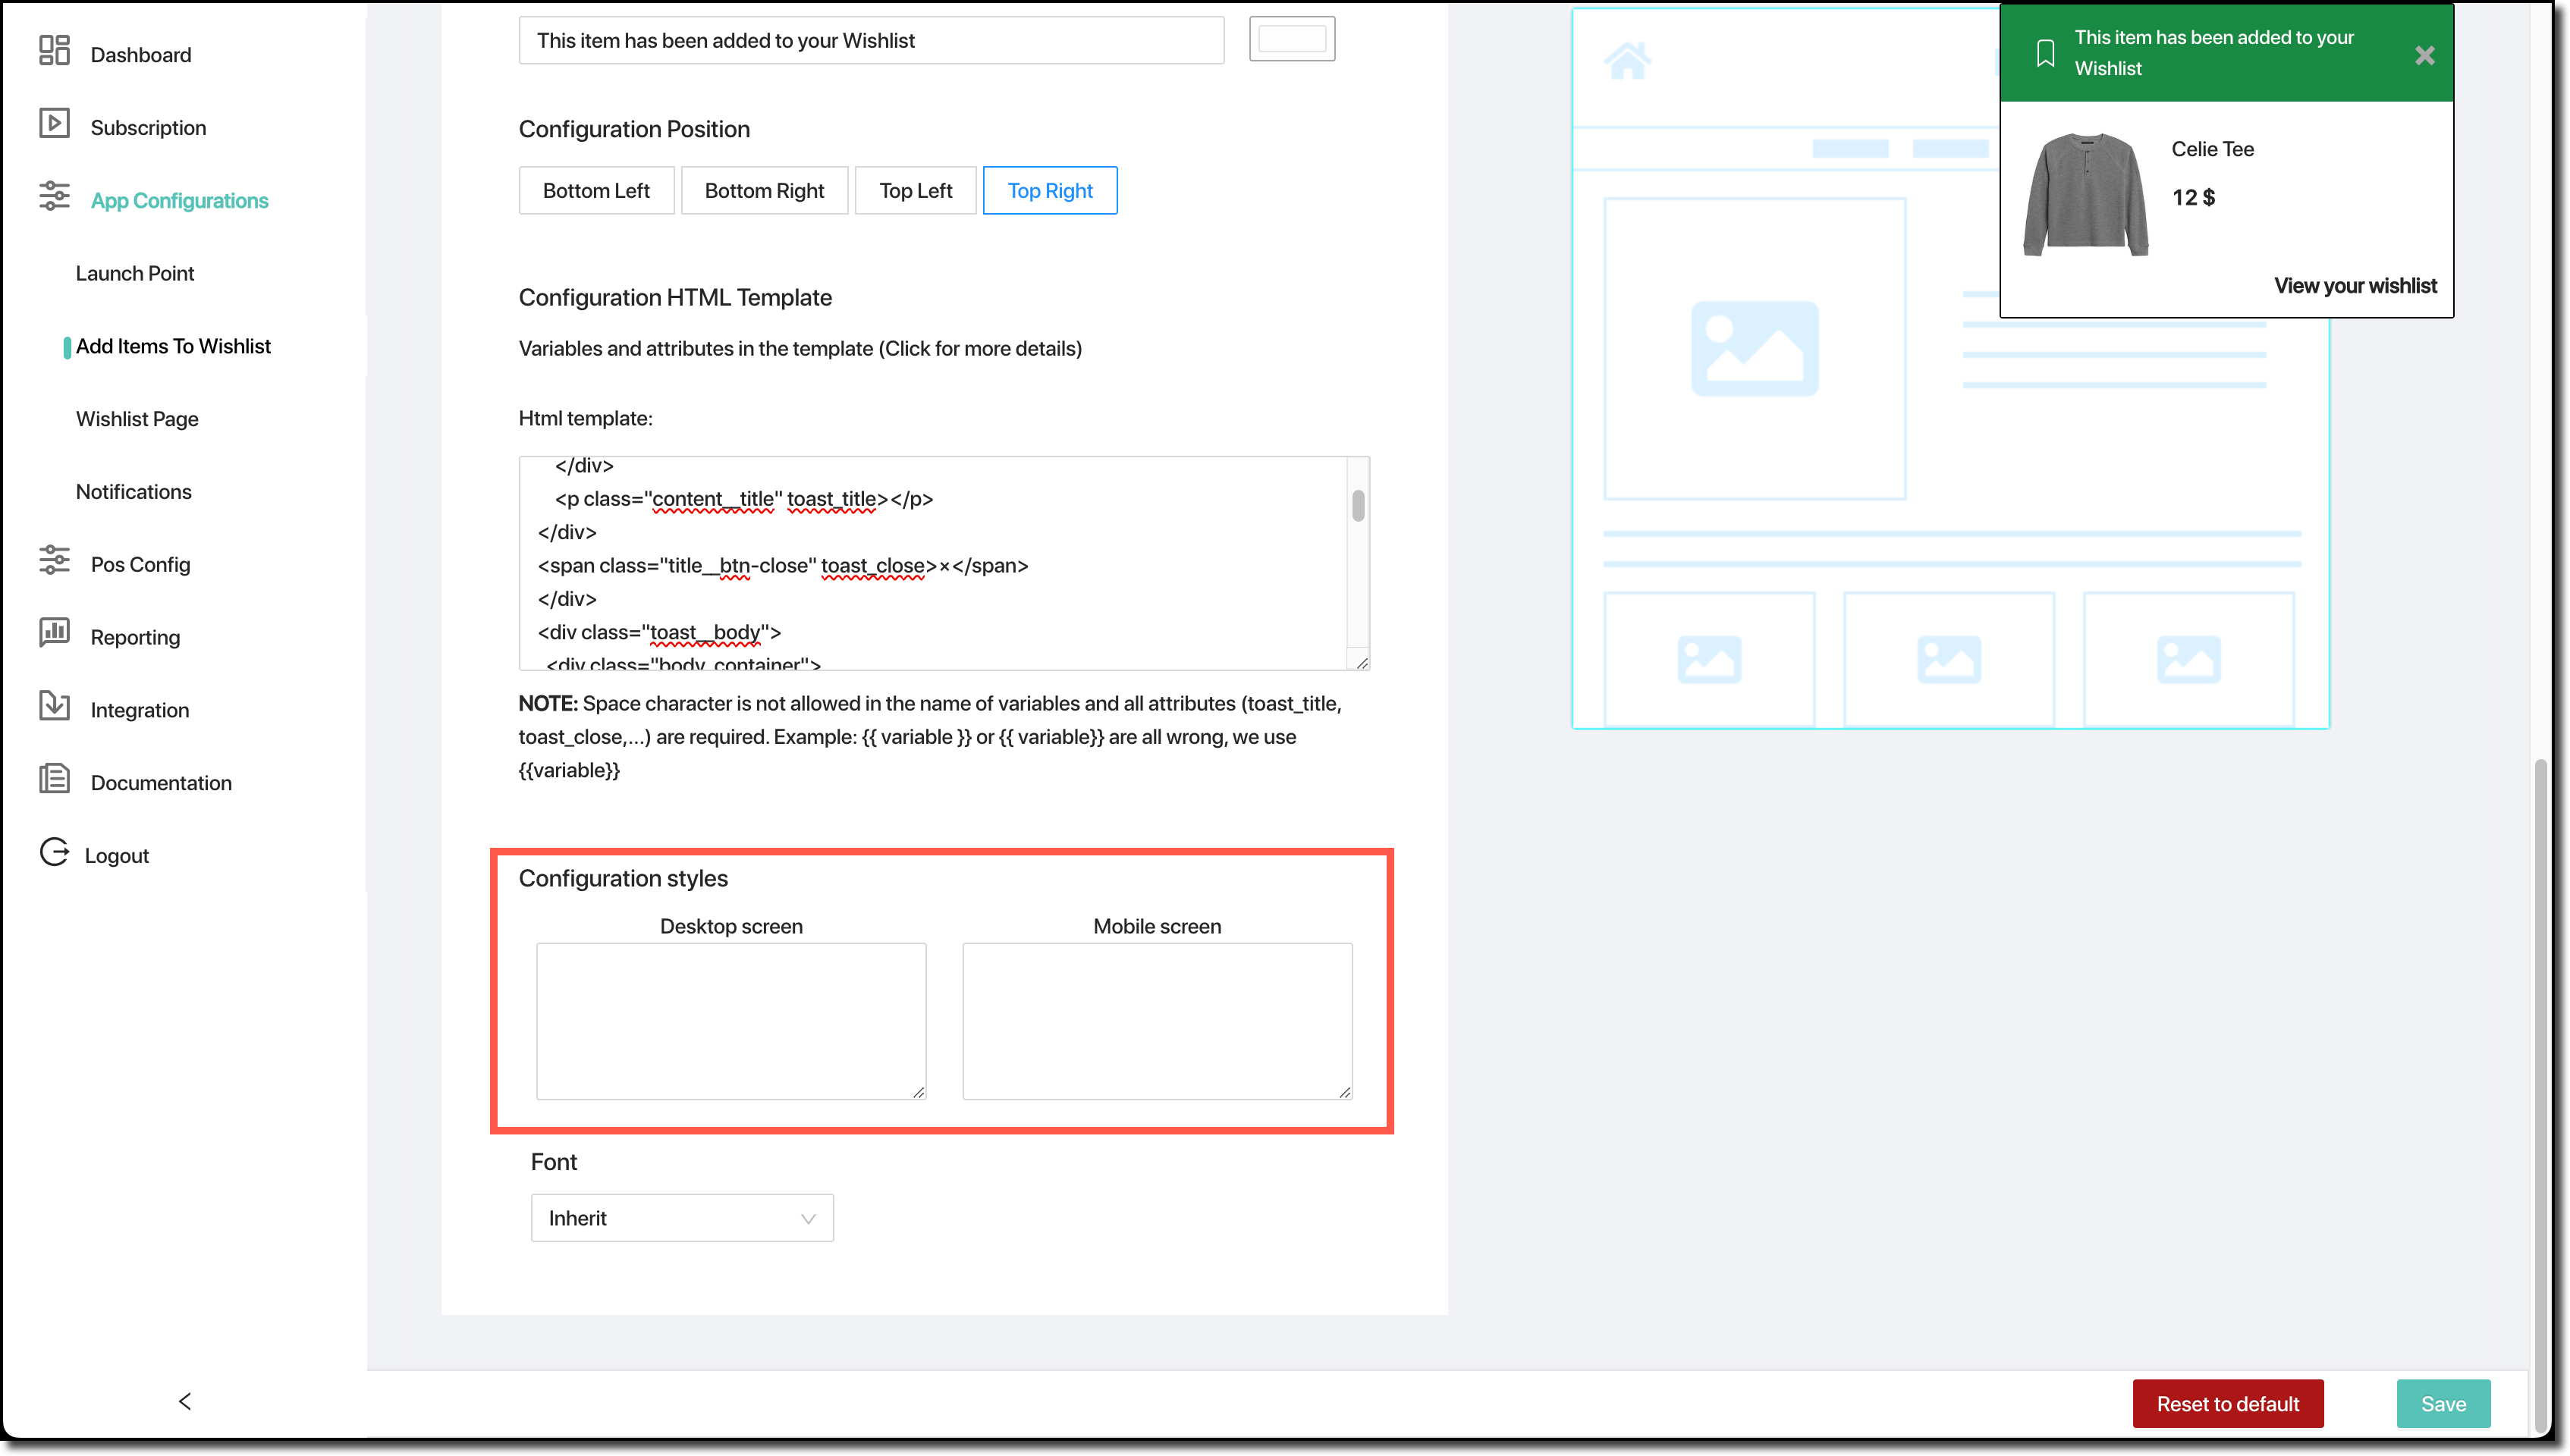 Dashboard
Subscription
App Configurations
Launch Point
Add Items To Wishlist
Wishlist Page
Notifications
Pos Config
Reporting
Integration
Documentation
Logout
This item has been added to your Wishlist
Configuration Position
Bottom Left
Bottom Right
Top Left
Top Right
Configuration HTML Template
Variables and attributes in the template (Click for more details)
Html template:
</div>
<p class="content__title" toast_title></p>
</div>
<span class="title__btn-close" toast_close>×</span>
</div>
<div class="toast__body">
<div class="body_container">
NOTE: Space character is not allowed in the name of variables and all attributes (toast_title,
toast_close,...) are required. Example: {{ variable }} or {{ variable}} are all wrong, we use
{{variable}}
Configuration styles
Desktop screen
Mobile screen
Font
Inherit
This item has been added to your
Wishlist
Celie Tee
12 $
View your wishlist
Reset to default
Save